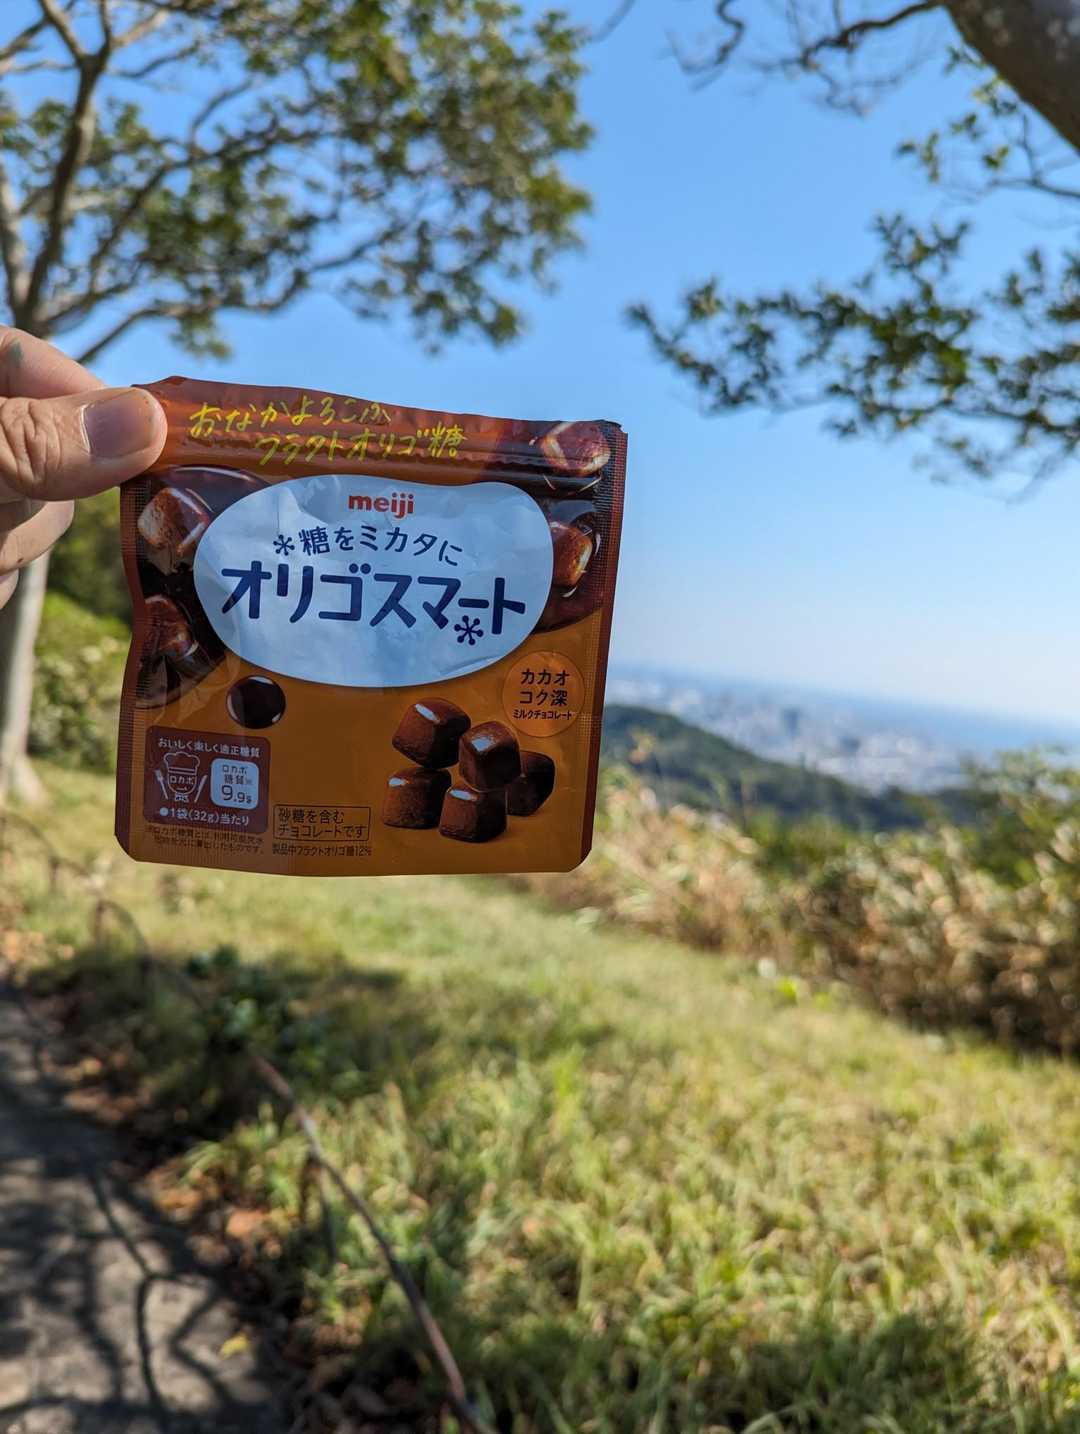 おなかよろこぶ
フラクトオリゴ糖
meiji
*糖をミカタに
オリゴスマート
カカオ
コク深
ミルクチョコレート
おいしく楽しく適正糖質
ロカボ
ロカボ
糖質※
9.9g
●1袋(32g)当たり
砂糖を含む
チョコレートです
製品中フラクトオリゴ糖12%